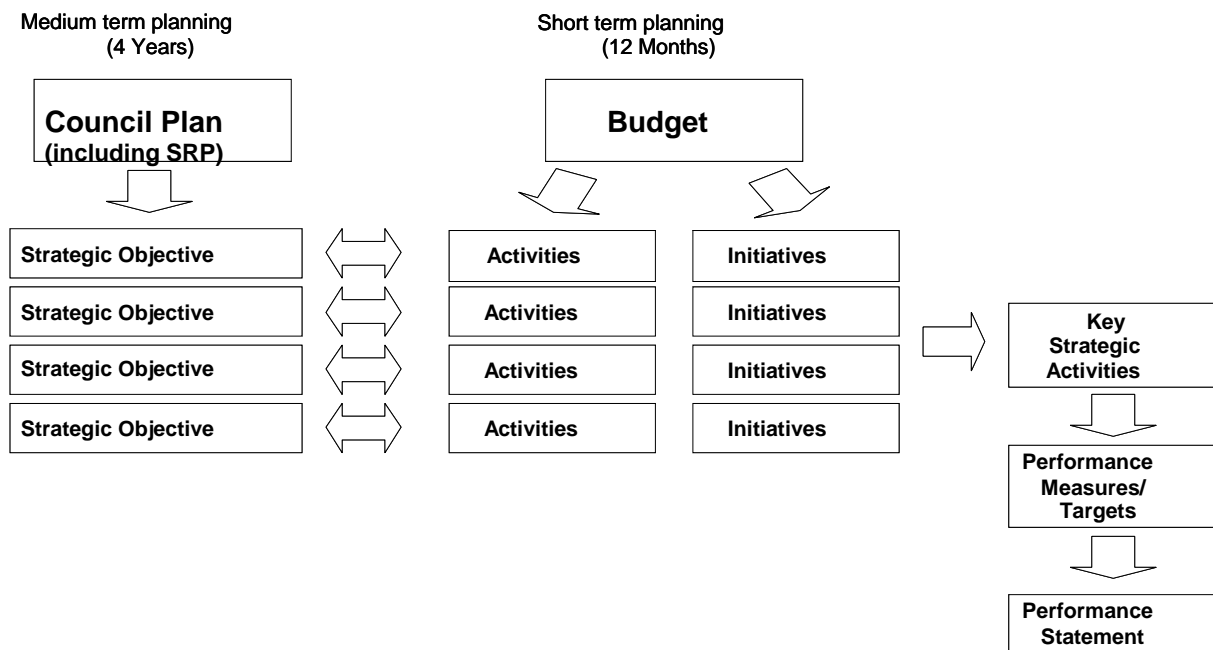 Medium term planning
(4 Years)
Short term planning
(12 Months)
Council Plan
(including SRP)
Budget
Strategic Objective
Activities
Initiatives
Strategic Objective
Activities
Initiatives
Strategic Objective
Activities
Initiatives
Strategic Objective
Activities
Initiatives
Key
Strategic
Activities
Performance
Measures/
Targets
Performance
Statement